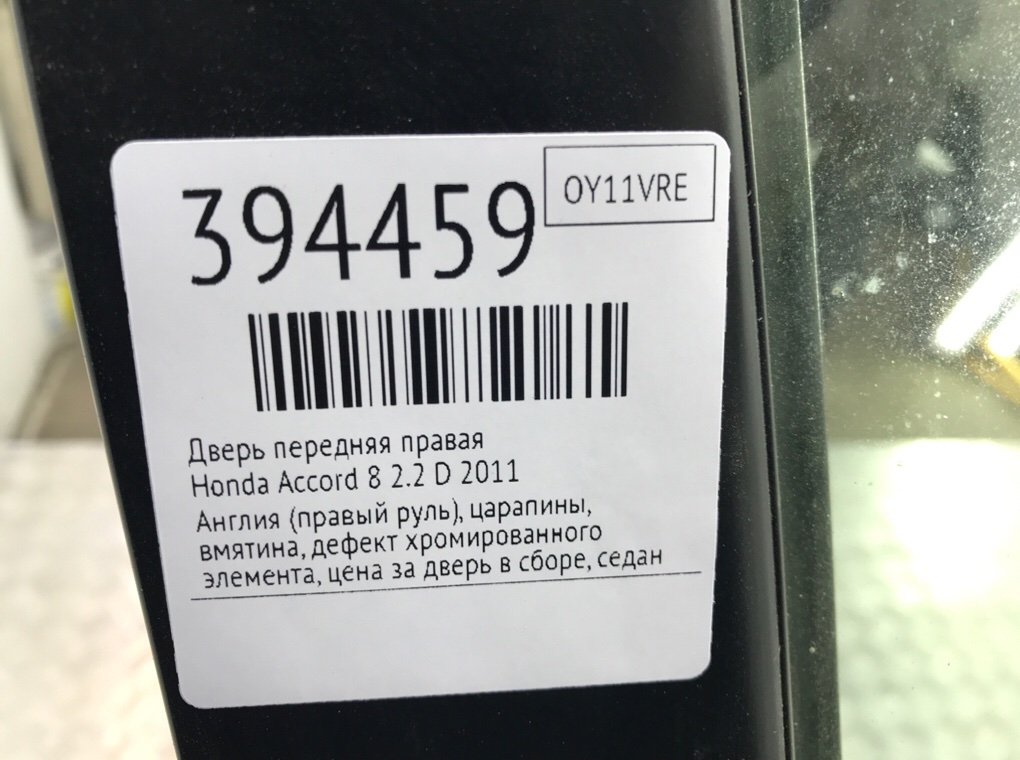 394459
OY11VRE
Дверь передняя правая
Honda Accord 8 2.2 D 2011
Англия (правый руль), царапины,
вмятина, дефект хромированного
элемента, цена за дверь в сборе, седан